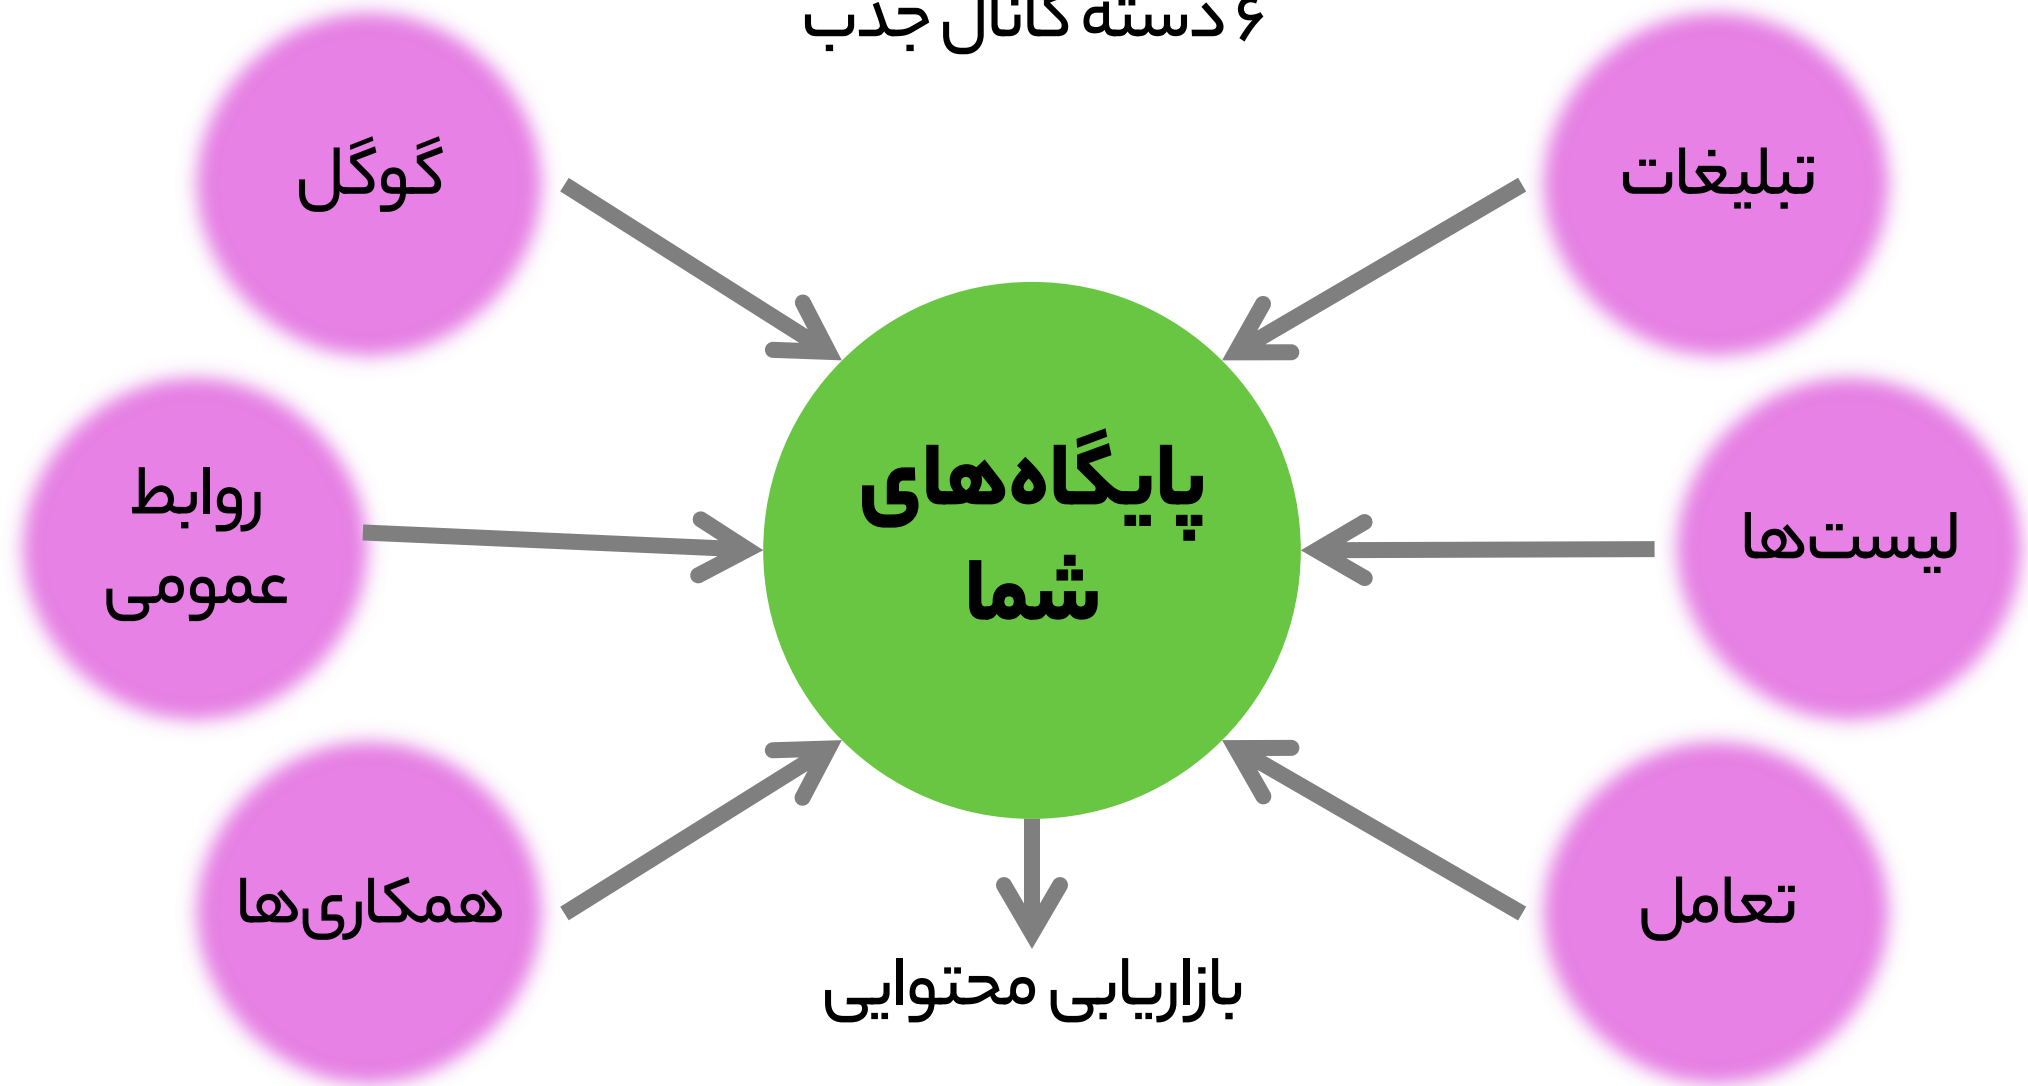 ۶ دسته کانال جذب
تبلیغات
گوگل
لیست‌ها
پایگاه‌های
شما
روابط
عمومی
تعامل
همکاری‌ها
بازاریابی محتوایی